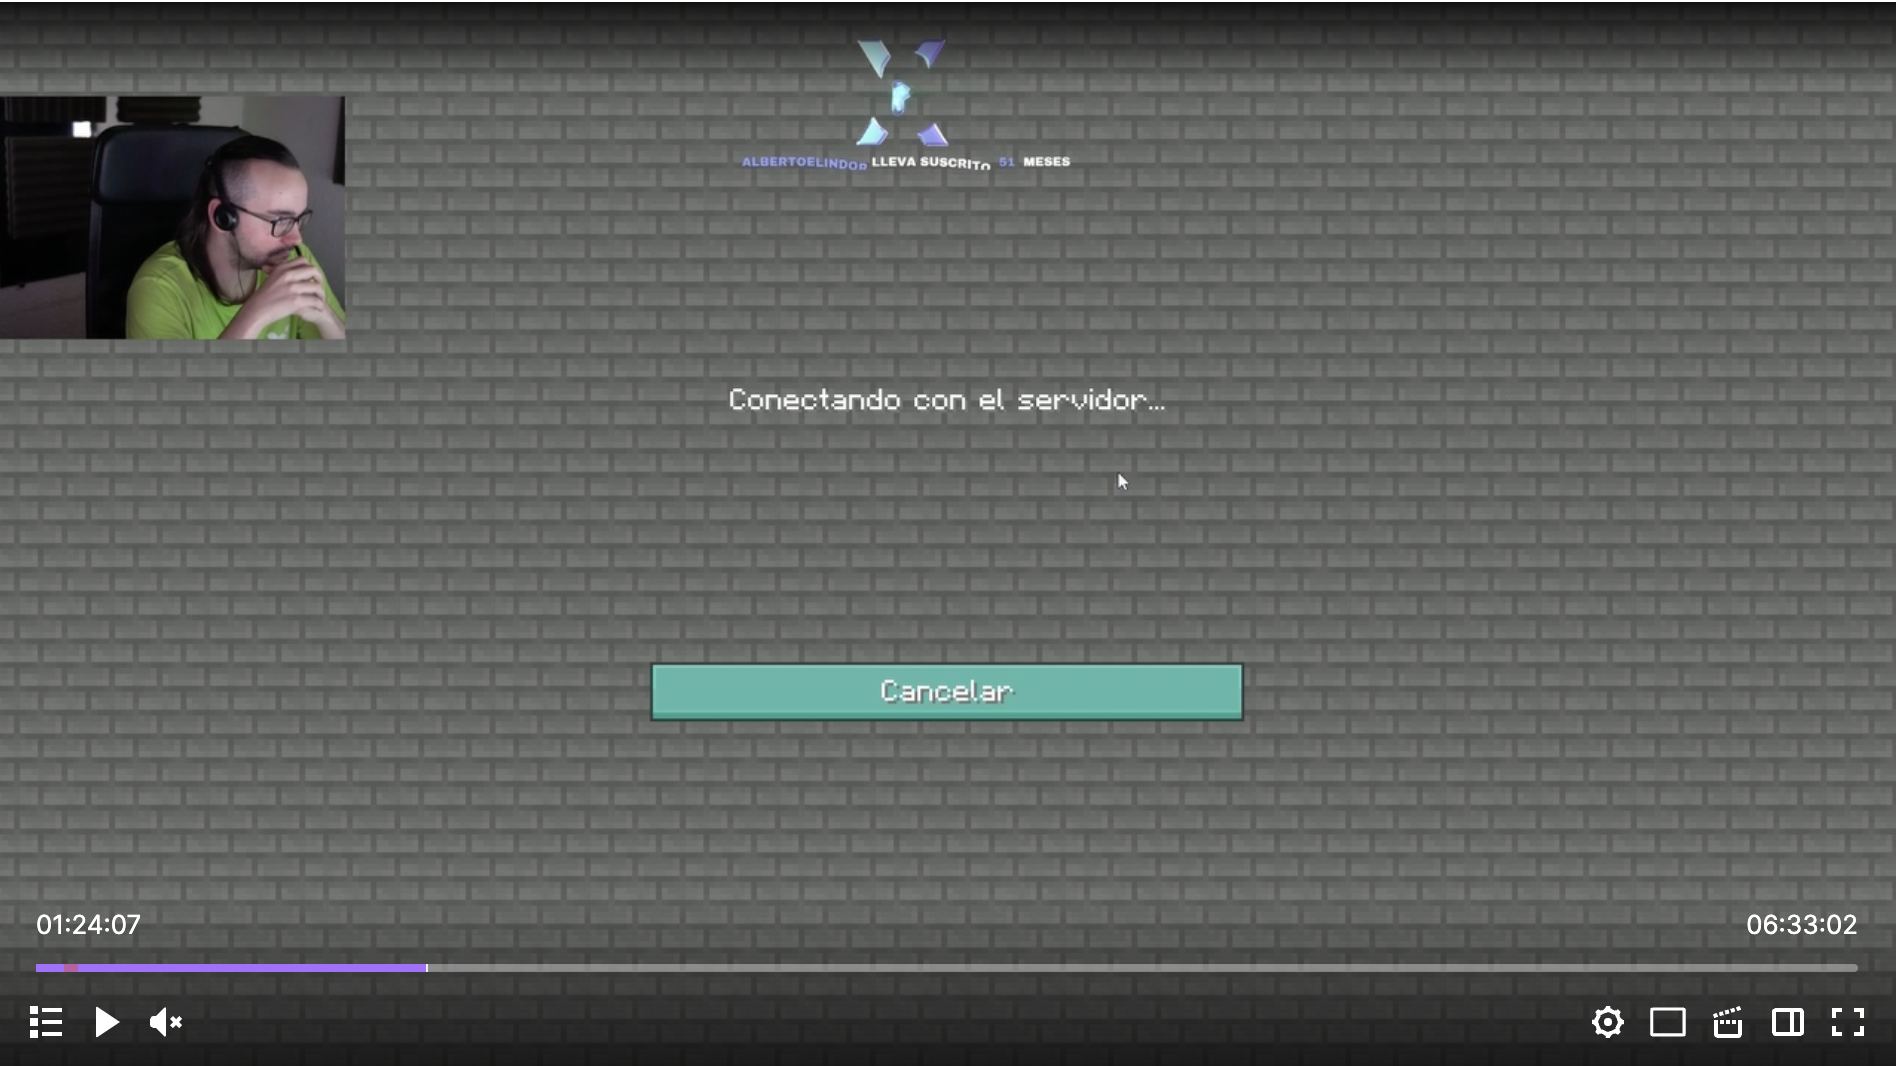 ALBERTOELINDOR LLEVA SUSCRITO 51 MESES
Conectando con el servidor...
Cancelar
01:24:07
06:33:02